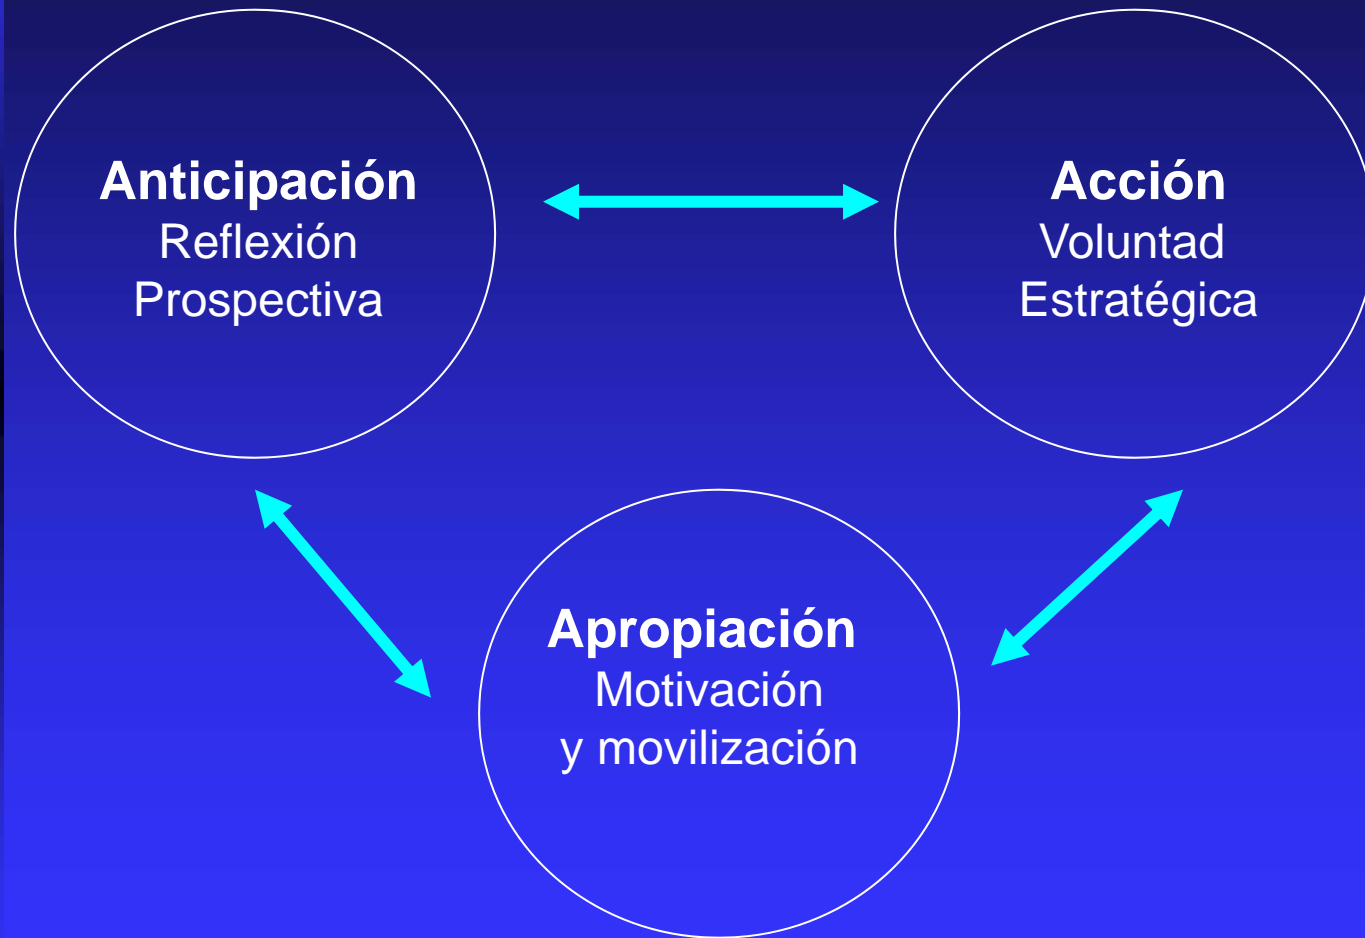 Anticipación
Reflexión
Prospectiva
Acción
Voluntad
Estratégica
Apropiación
Motivación
y movilización